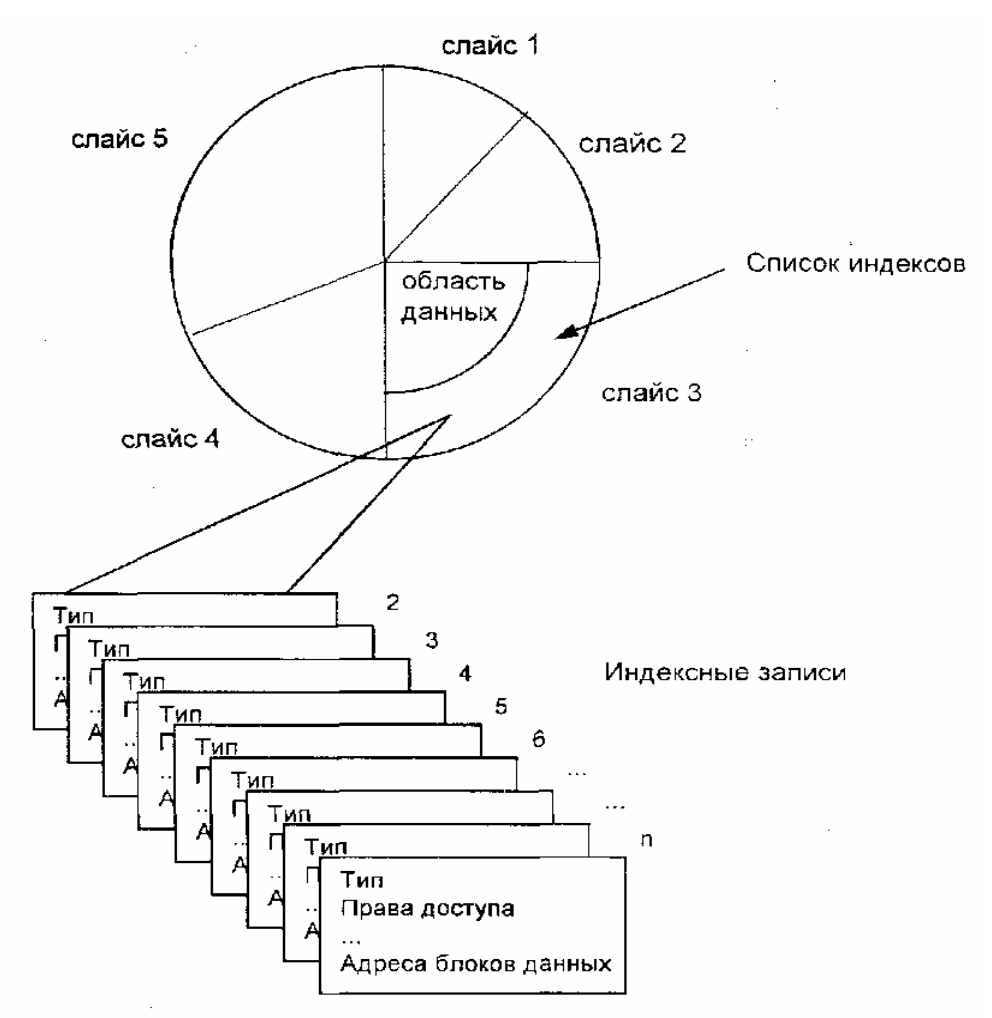 слайс 1
слайс 5
слайс 2
Список индексов
область
данных
слайс 3
слайс 4
2
Тип
3
П
Тип
...
П
4
А
Тип
...
П
5
А
Тип
...
П
6
А
Тип
...
П
...
А
Тип
...
П
...
А
Тип
...
П
n
А
Тип
...
П
А
Тип
...
Права доступа
А
...
Адреса блоков данных
Индексные записи